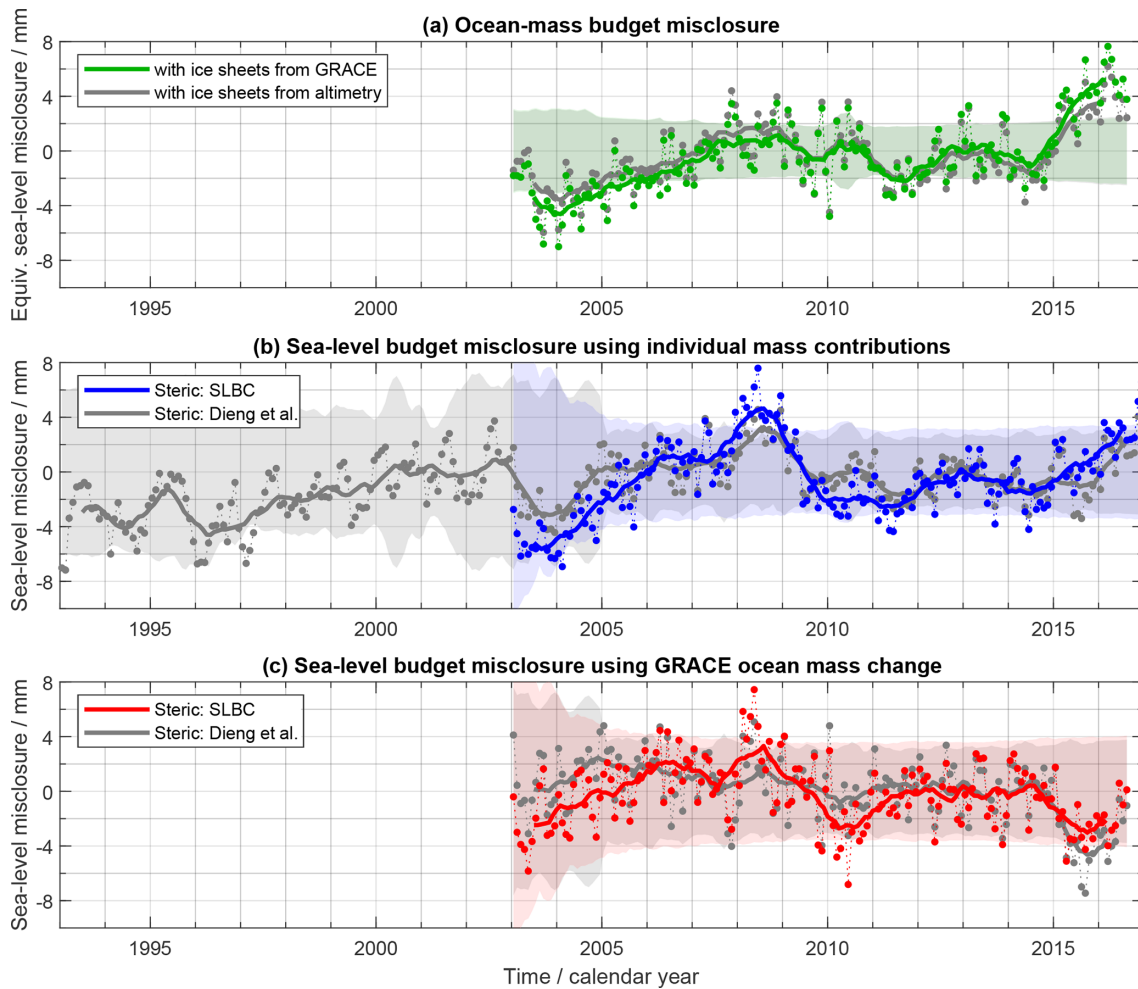 (a) Ocean-mass budget misclosure
Equiv. sea-level misclosure / mm
8
4
0
-4
-8
with ice sheets from GRACE
with ice sheets from altimetry
1995
2000
2005
2010
2015
(b) Sea-level budget misclosure using individual mass contributions
Sea-level misclosure / mm
8
4
0
-4
-8
Steric: SLBC
Steric: Dieng et al.
1995
2000
2005
2010
2015
(c) Sea-level budget misclosure using GRACE ocean mass change
Sea-level misclosure / mm
8
4
0
-4
-8
Steric: SLBC
Steric: Dieng et al.
1995
2000
2005
2010
2015
Time / calendar year